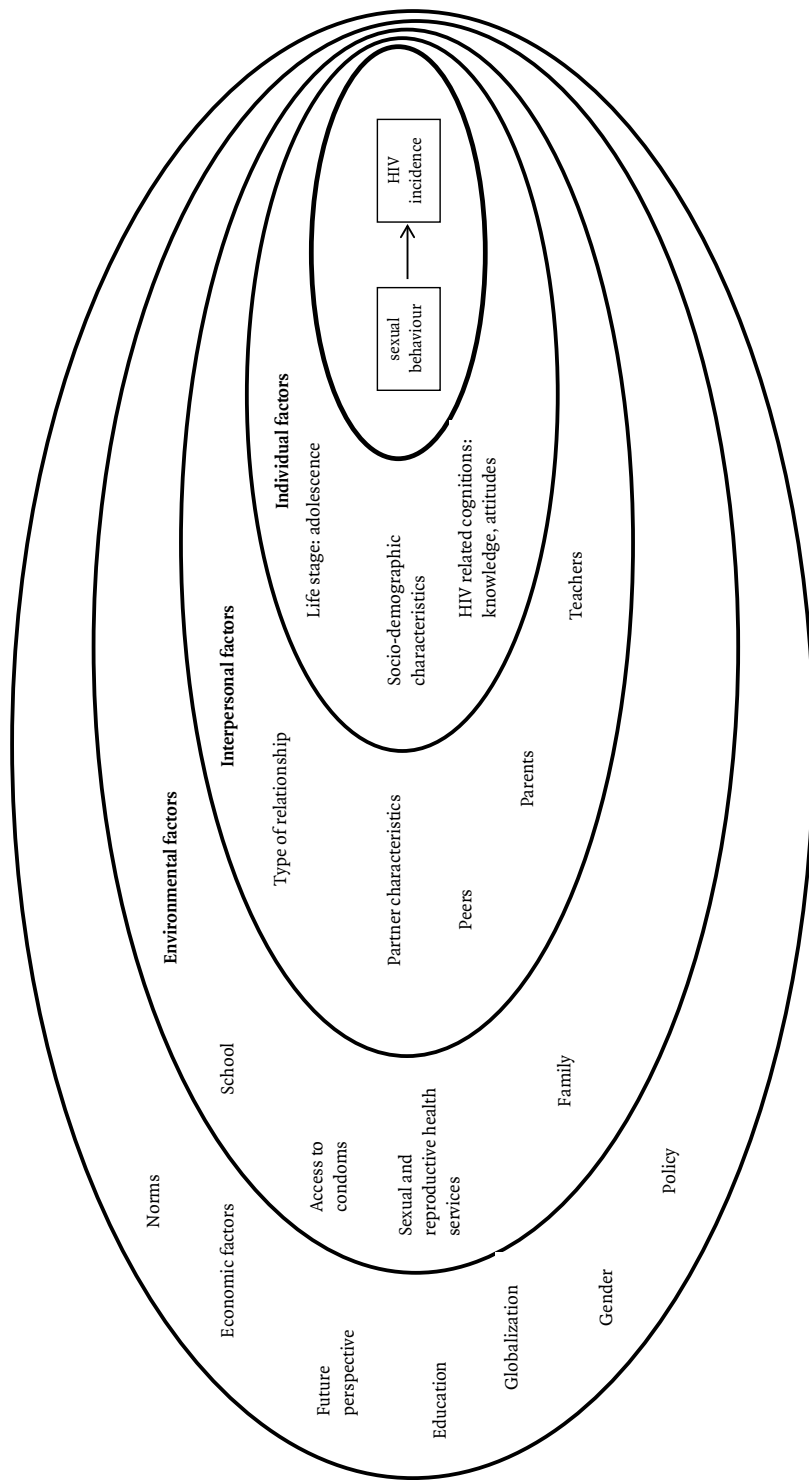 Norms
Economic factors
Future
perspective
Education
Globalization
Gender
Policy
Environmental factors
School
Access to
condoms
Sexual and
reproductive health
services
Family
Interpersonal factors
Type of relationship
Partner characteristics
Peers
Parents
Teachers
Individual factors
Life stage: adolescence
Socio-demographic
characteristics
HIV related cognitions:
knowledge, attitudes
sexual
behaviour
HIV
incidence